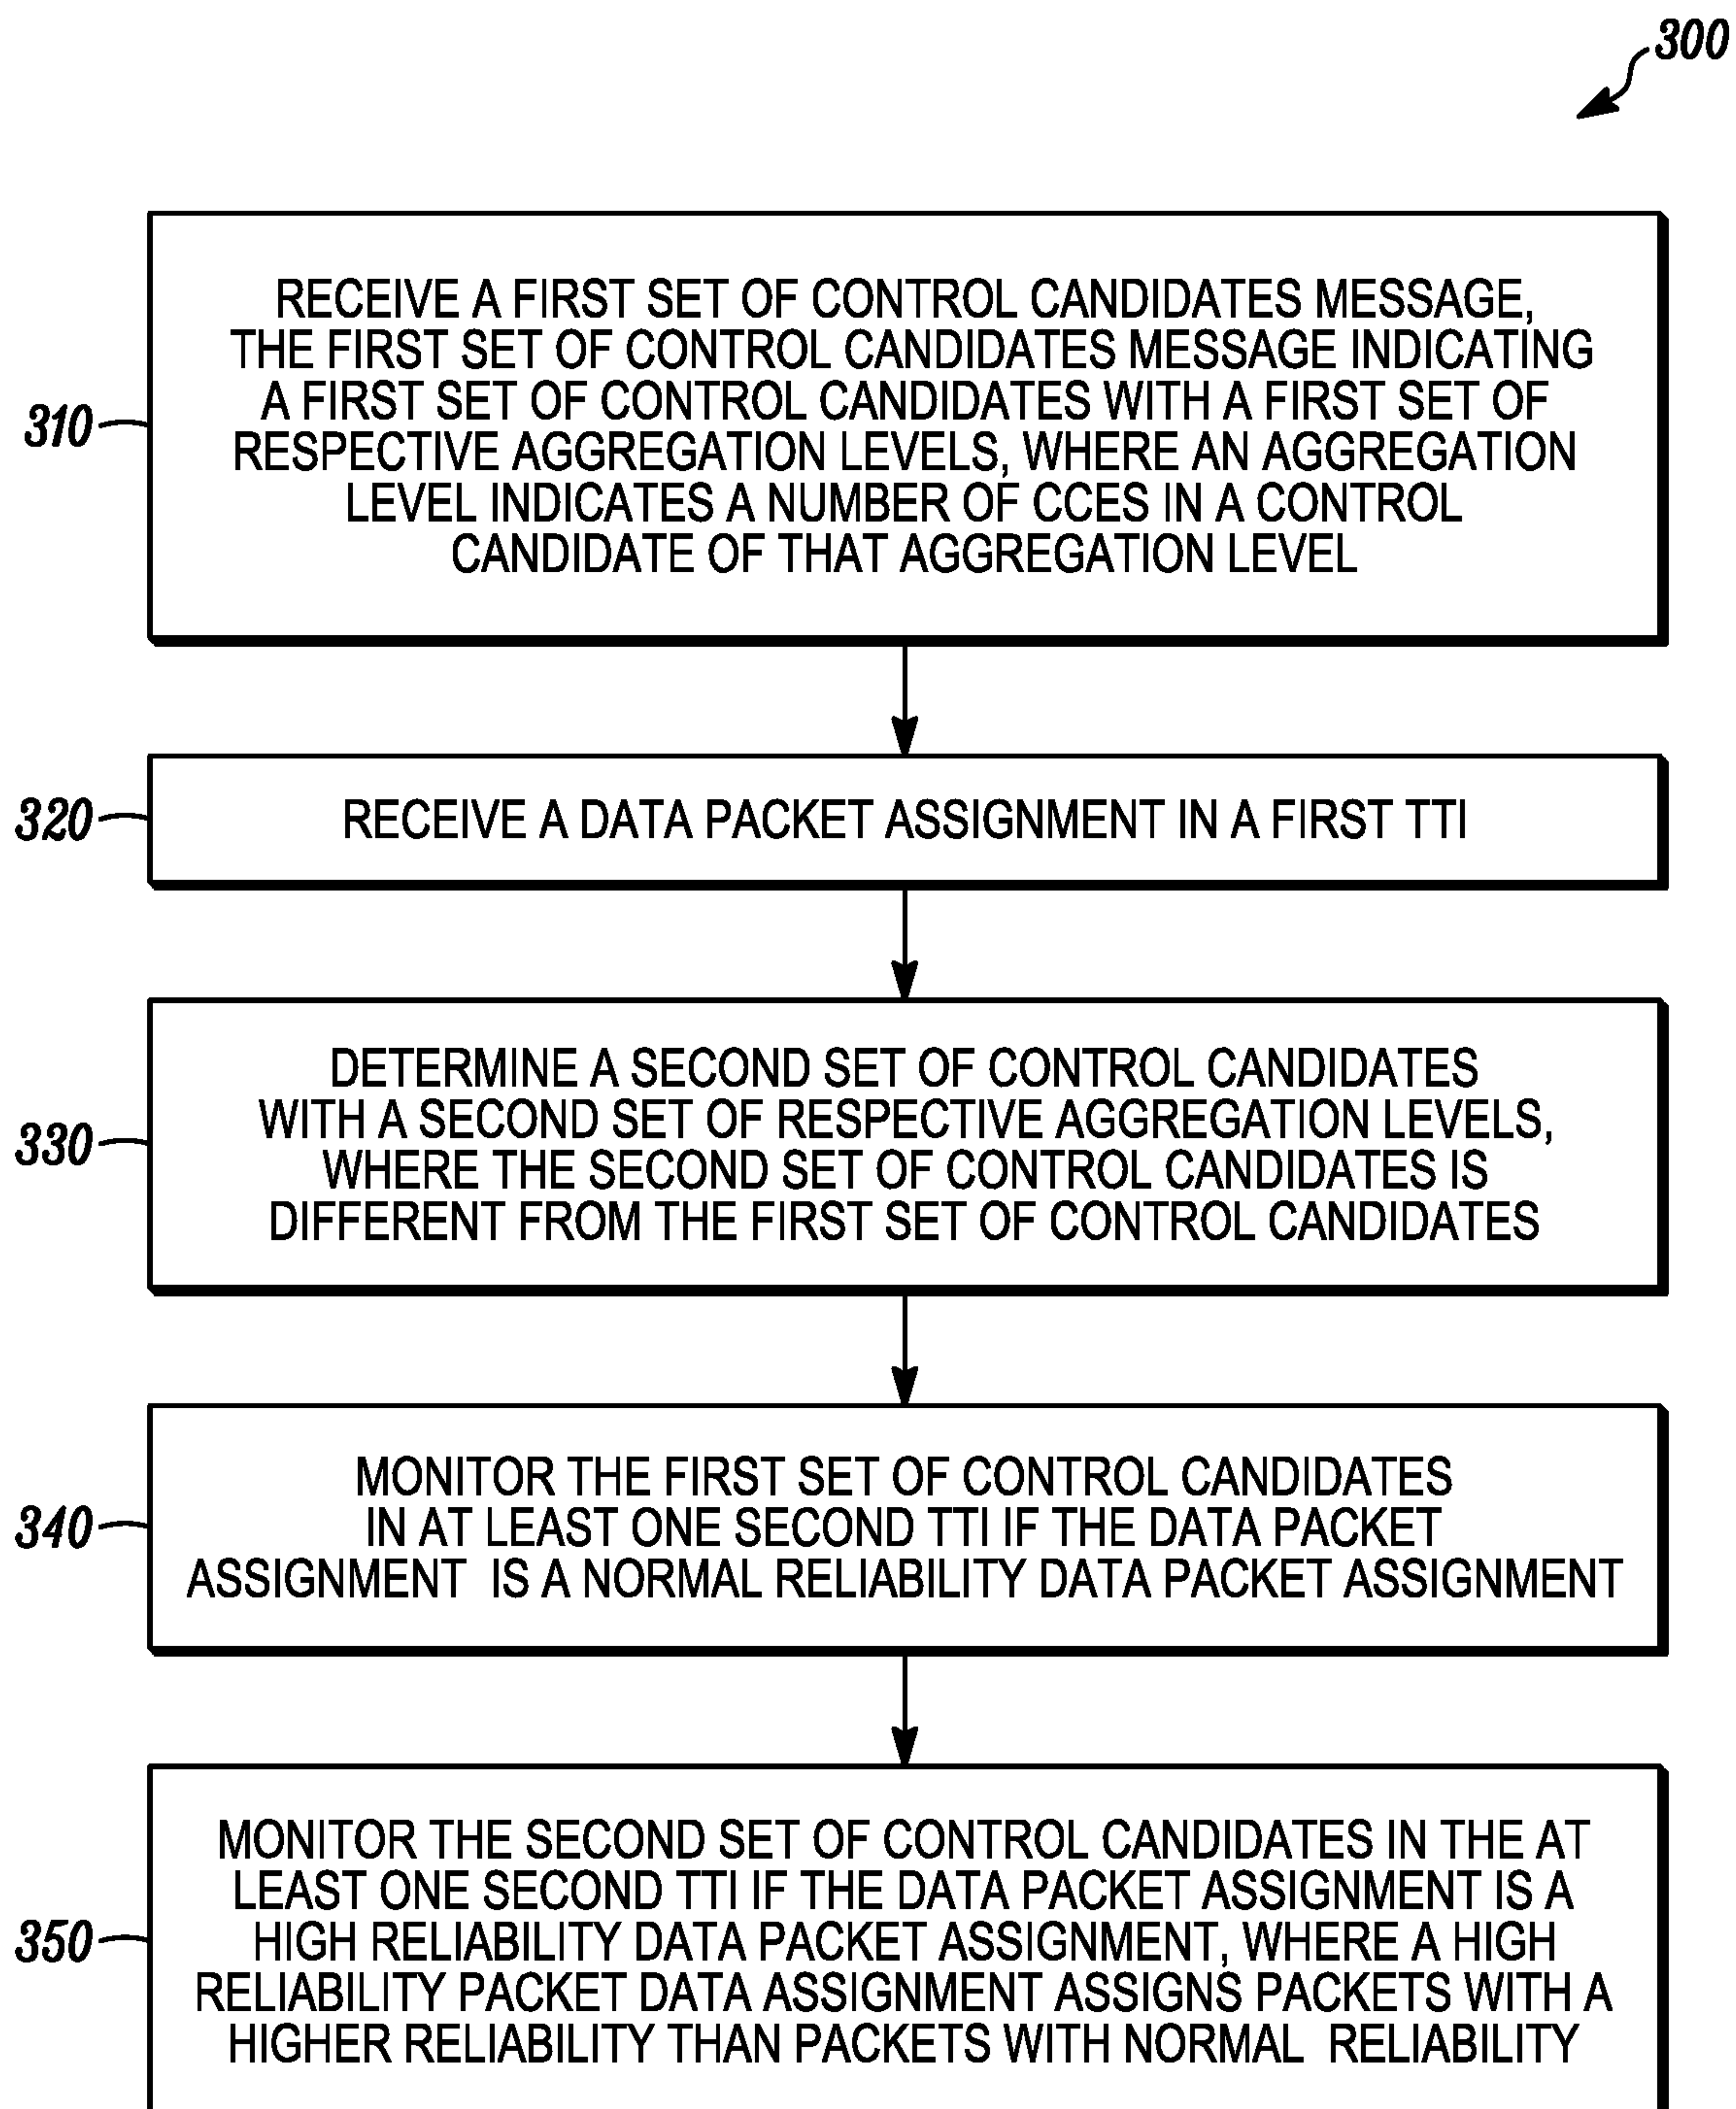 300
RECEIVE A FIRST SET OF CONTROL CANDIDATES MESSAGE,
THE FIRST SET OF CONTROL CANDIDATES MESSAGE INDICATING
A FIRST SET OF CONTROL CANDIDATES WITH A FIRST SET OF
RESPECTIVE AGGREGATION LEVELS, WHERE AN AGGREGATION
LEVEL INDICATES A NUMBER OF CCES IN A CONTROL
CANDIDATE OF THAT AGGREGATION LEVEL
310
320
RECEIVE A DATA PACKET ASSIGNMENT IN A FIRST TTI
DETERMINE A SECOND SET OF CONTROL CANDIDATES
WITH A SECOND SET OF RESPECTIVE AGGREGATION LEVELS,
WHERE THE SECOND SET OF CONTROL CANDIDATES IS
DIFFERENT FROM THE FIRST SET OF CONTROL CANDIDATES
330
MONITOR THE FIRST SET OF CONTROL CANDIDATES
IN AT LEAST ONE SECOND TTI IF THE DATA PACKET
ASSIGNMENT IS A NORMAL RELIABILITY DATA PACKET ASSIGNMENT
340
MONITOR THE SECOND SET OF CONTROL CANDIDATES IN THE AT
LEAST ONE SECOND TTI IF THE DATA PACKET ASSIGNMENT IS A
HIGH RELIABILITY DATA PACKET ASSIGNMENT, WHERE A HIGH
RELIABILITY PACKET DATA ASSIGNMENT ASSIGNS PACKETS WITH A
HIGHER RELIABILITY THAN PACKETS WITH NORMAL RELIABILITY
350